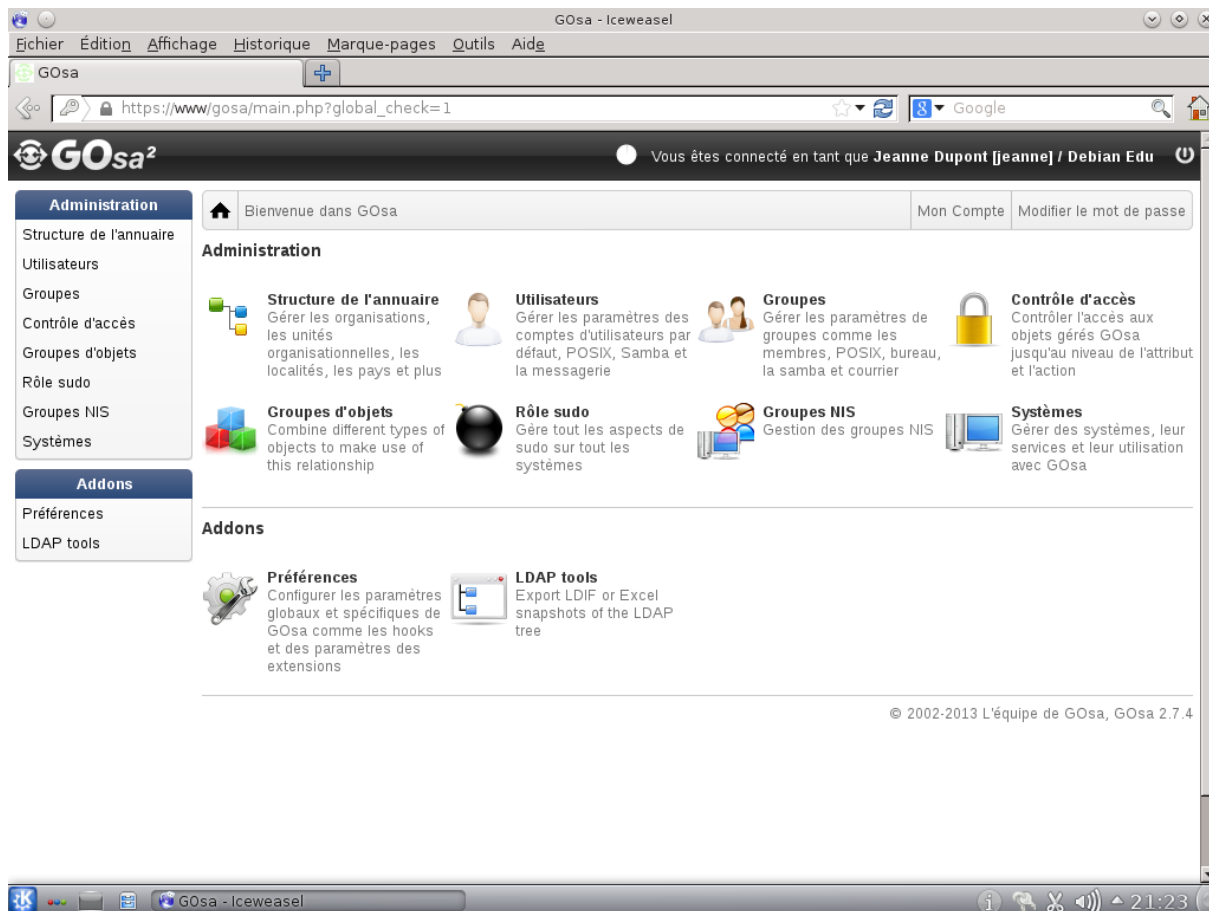 GOsa - Iceweasel
Fichier Édition Affichage Historique Marque-pages Outils Aide
GOsa
https://www/gosa/main.php?global_check=1
8 Google
GOsa²
Vous êtes connecté en tant que Jeanne Dupont [jeanne] / Debian Edu
Administration
Structure de l'annuaire
Utilisateurs
Groupes
Contrôle d'accès
Groupes d'objets
Rôle sudo
Groupes NIS
Systèmes
Addons
Préférences
LDAP tools
Bienvenue dans GOsa
Mon Compte
Modifier le mot de passe
Administration
Structure de l'annuaire
Gérer les organisations,
les unités
organisationnelles, les
localités, les pays et plus
Utilisateurs
Gérer les paramètres des
comptes d'utilisateurs par
défaut, POSIX, Samba et
la messagerie
Groupes
Gérer les paramètres de
groupes comme les
membres, POSIX, bureau,
la samba et courrier
Contrôle d'accès
Contrôler l'accès aux
objets gérés GOsa
jusqu'au niveau de l'attribut
et l'action
Groupes d'objets
Combine different types of
objects to make use of
this relationship
Rôle sudo
Gère tout les aspects de
sudo sur tout les
systèmes
Groupes NIS
Gestion des groupes NIS
Systèmes
Gèrer des systèmes, leur
services et leur utilisation
avec GOsa
Addons
Préférences
Configurer les paramètres
globaux et spécifiques de
GOsa comme les hooks
et des paramètres des
extensions
LDAP tools
Export LDIF or Excel
snapshots of the LDAP
tree
© 2002-2013 L'équipe de GOsa, GOsa 2.7.4
GOsa - Iceweasel
21:23